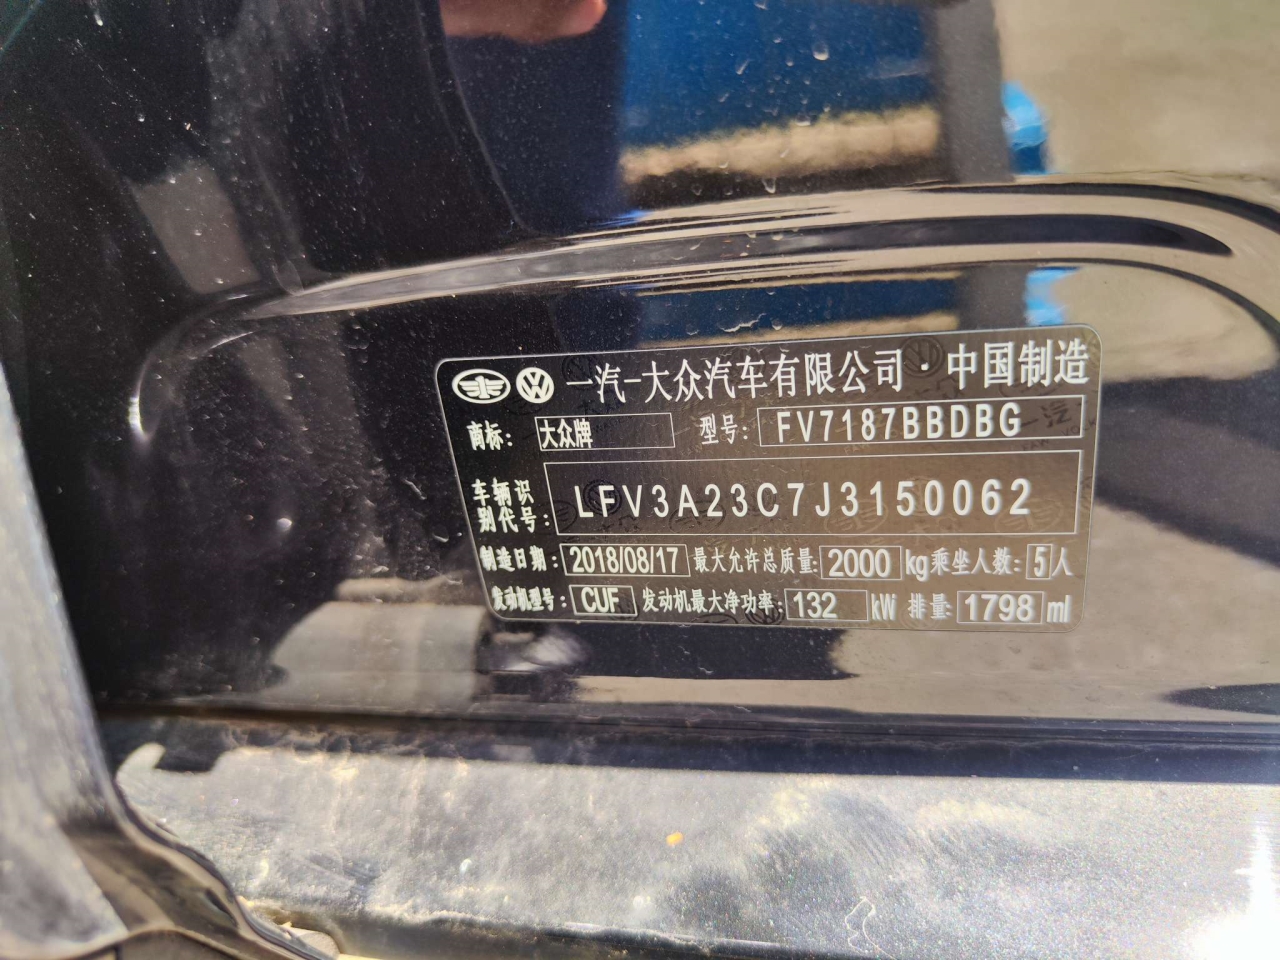 一汽-大众汽车有限公司·中国制造
商标: 大众牌 型号: FV7187BBDBG
车辆识别代号: LFV3A23C7J3150062
制造日期: 2018/08/17 最大允许总质量: 2000 kg 乘坐人数: 5人
发动机型号: CUF 发动机最大净功率: 132 kW 排量: 1798 ml